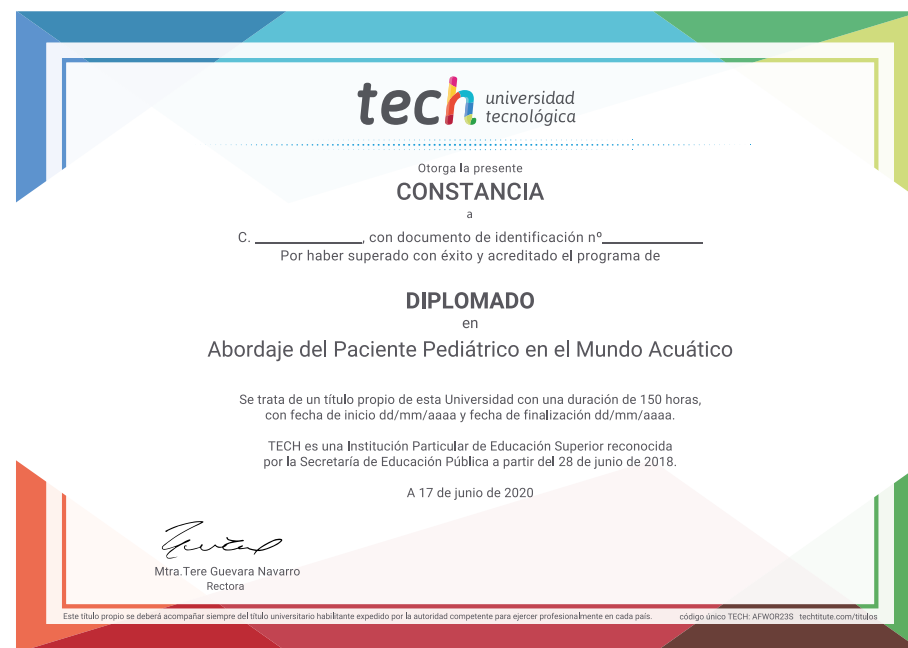 tech universidad
tecnológica
Otorga la presente
CONSTANCIA
a
C. ____________, con documento de identificación nº____________
Por haber superado con éxito y acreditado el programa de
DIPLOMADO
en
Abordaje del Paciente Pediátrico en el Mundo Acuático
Se trata de un título propio de esta Universidad con una duración de 150 horas,
con fecha de inicio dd/mm/aaaa y fecha de finalización dd/mm/aaaa.
TECH es una Institución Particular de Educación Superior reconocida
por la Secretaría de Educación Pública a partir del 28 de junio de 2018.
A 17 de junio de 2020
Mtra.Tere Guevara Navarro
Rectora
Este título propio se deberá acompañar siempre del título universitario habilitante expedido por la autoridad competente para ejercer profesionalmente en cada país. código único TECH: AFWOR23S techtitute.com/titulos